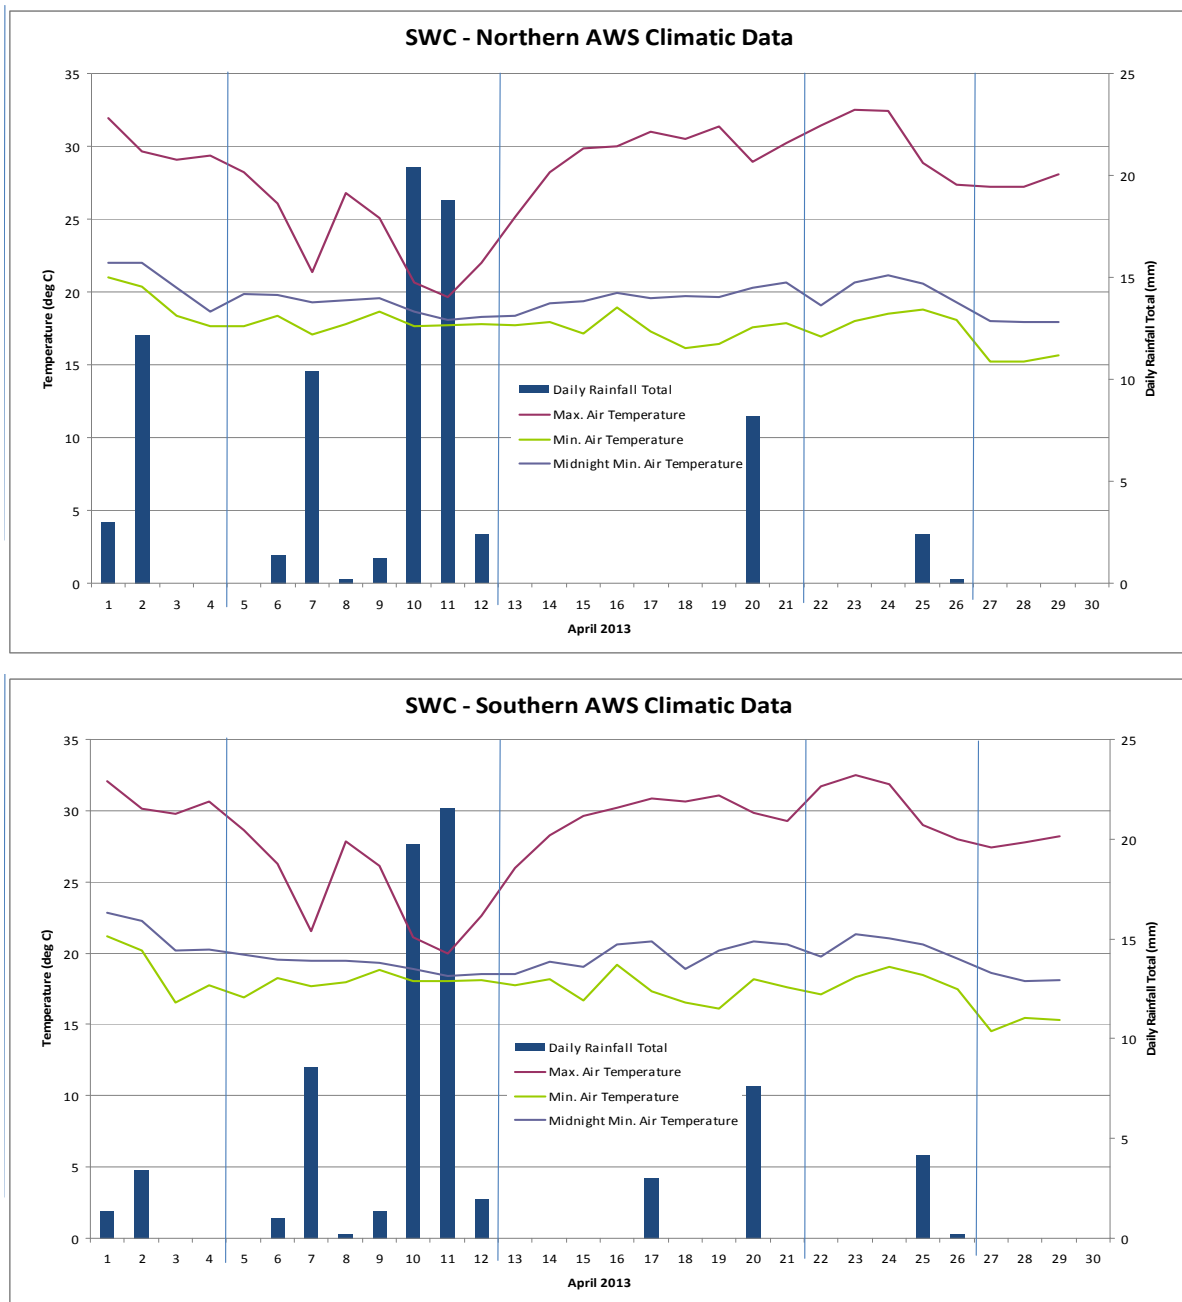 SWC - Northern AWS Climatic Data
35
30
25
20
15
10
5
0
Temperature (deg C)
25
20
15
10
5
0
Daily Rainfall Total (mm)
Daily Rainfall Total
Max. Air Temperature
Min. Air Temperature
Midnight Min. Air Temperature
1 2 3 4 5 6 7 8 9 10 11 12 13 14 15 16 17 18 19 20 21 22 23 24 25 26 27 28 29 30
April 2013
SWC - Southern AWS Climatic Data
35
30
25
20
15
10
5
0
Temperature (deg C)
25
20
15
10
5
0
Daily Rainfall Total (mm)
Daily Rainfall Total
Max. Air Temperature
Min. Air Temperature
Midnight Min. Air Temperature
1 2 3 4 5 6 7 8 9 10 11 12 13 14 15 16 17 18 19 20 21 22 23 24 25 26 27 28 29 30
April 2013